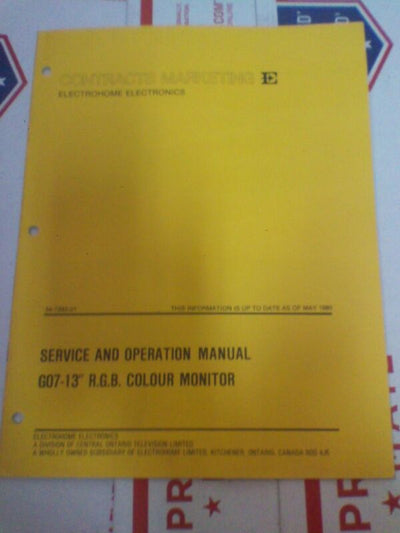 CONTRACTS MARKETING E
ELECTROHOME ELECTRONICS
THIS INFORMATION IS UP TO DATE AS OF MAY
SERVICE AND OPERATION MANUAL
G07-13" R.G.B. COLOUR MONITOR
ELECTROHOME ELECTRONICS
A DIVISION OF CENTRAL ONTARIO TELEVISION LIMITED
A WHOLLY OWNED SUBSIDIARY OF ELECTROHOME LIMITED, KITCHENER, ONTARIO, CANADA